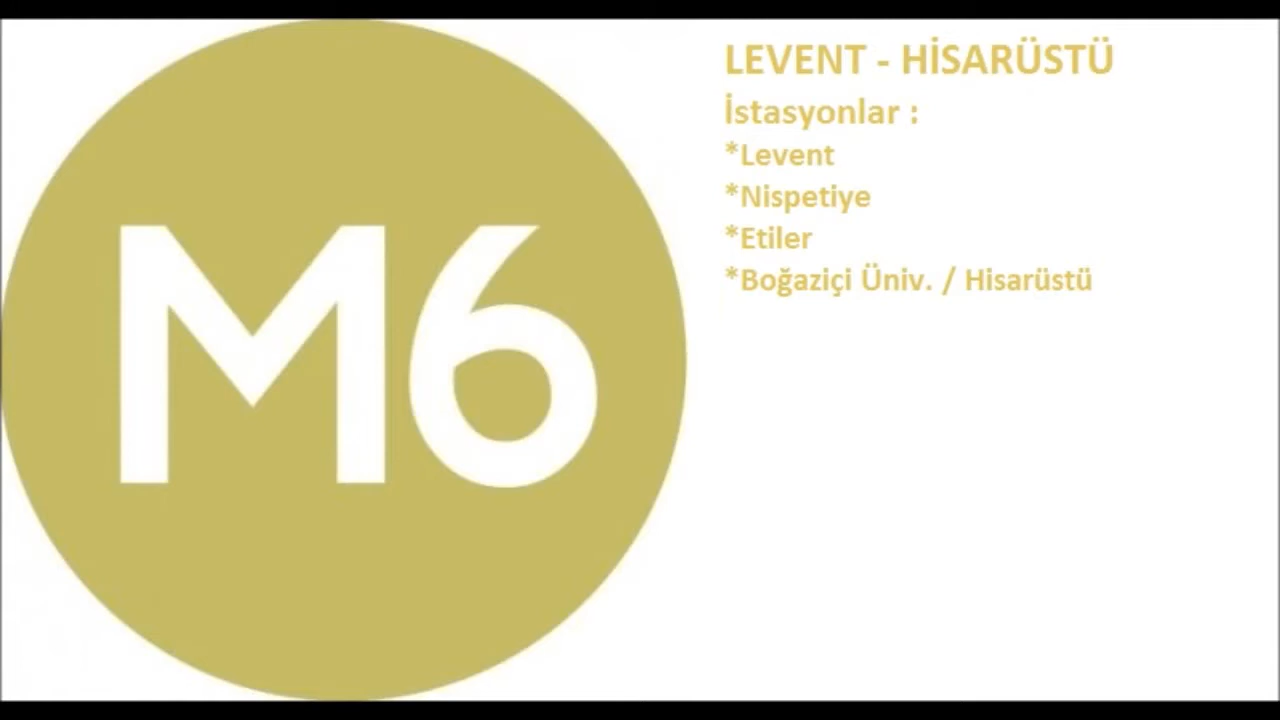 M6
LEVENT - HİSARÜSTÜ
İstasyonlar :
*Levent
*Nispetiye
*Etiler
*Boğaziçi Üniv. / Hisarüstü